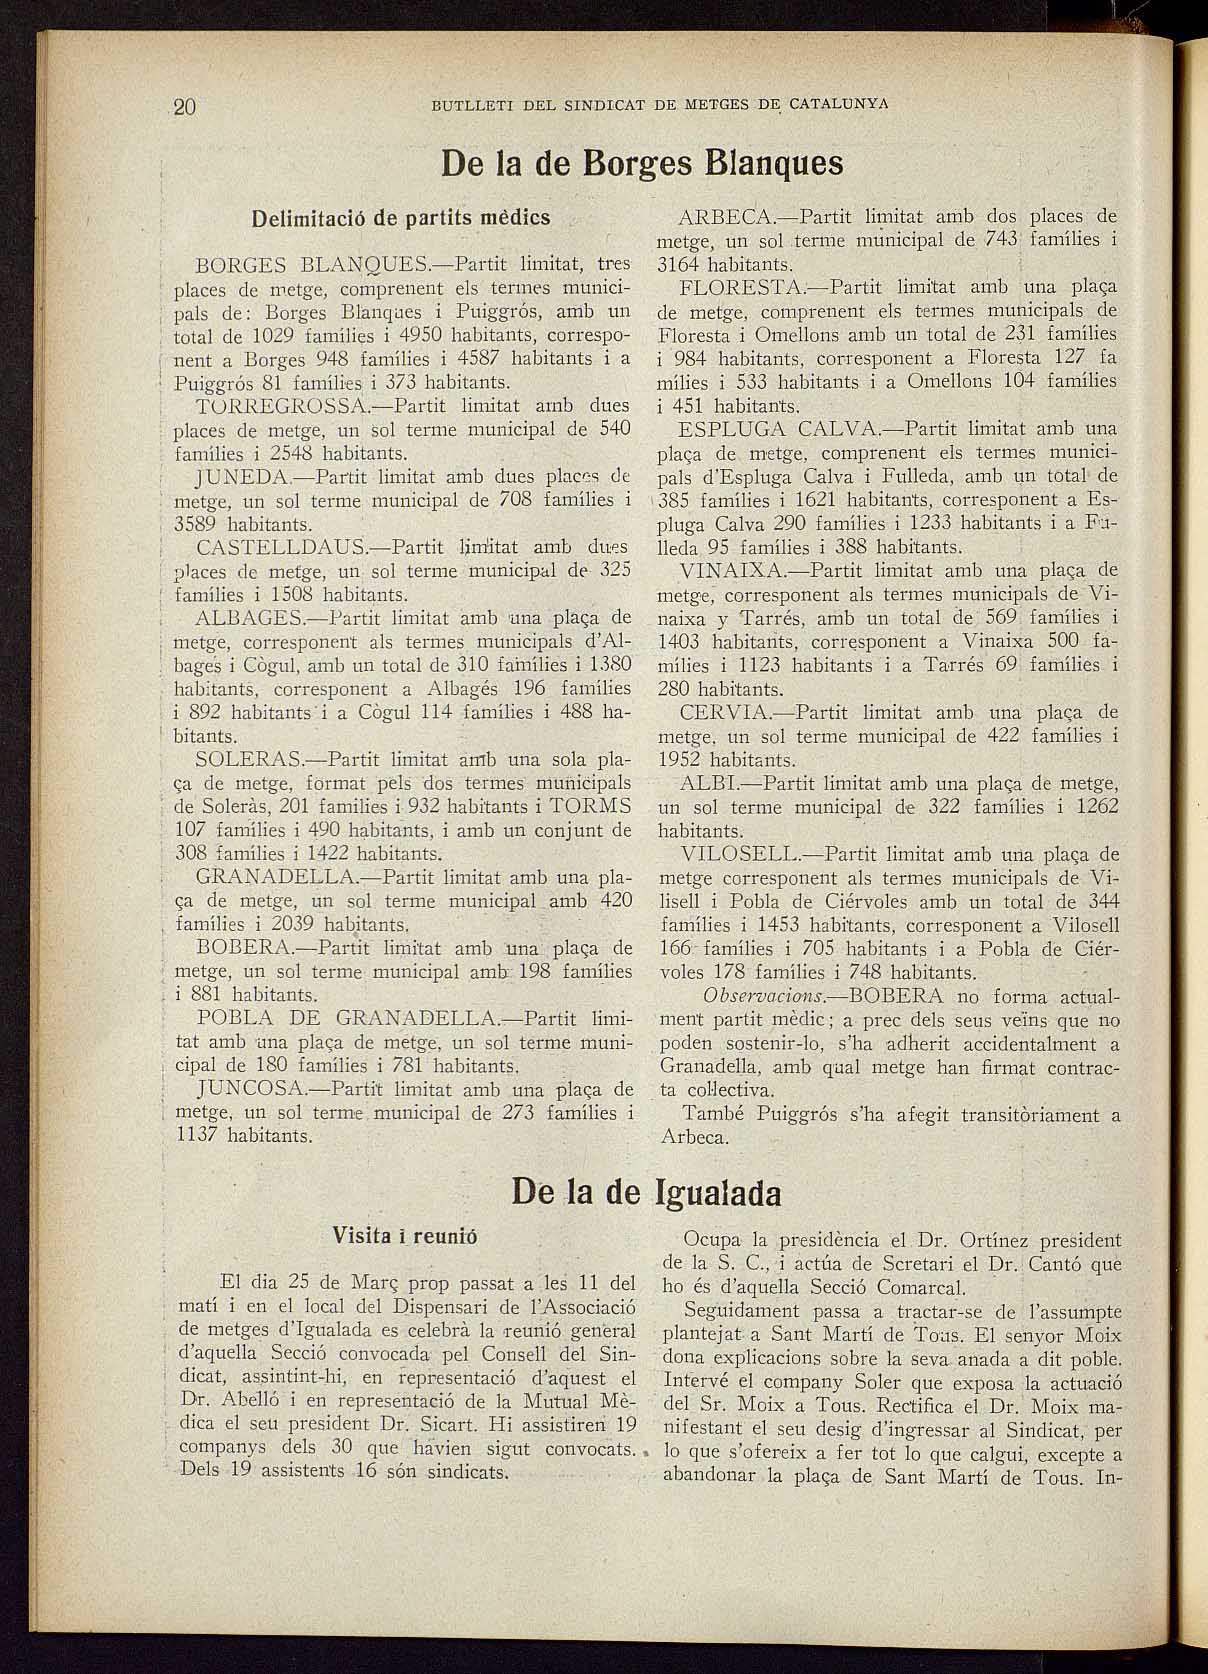 20
BUTLLETI DEL SINDICAT DE METGES DE CATALUNYA
De la de Borges Blanques
Delimitació de partits mèdics
BORGES BLANQUES.—Partit limitat, tres
places de metge, comprenent els termes munici-
pals de: Borges Blanques i Puiggrós, amb un
total de 1029 famílies i 4950 habitants, correspo-
nent a Borges 948 famílies i 4587 habitants i a
Puiggrós 81 famílies i 373 habitants.
TORREGROSSA.—Partit limitat amb dues
places de metge, un sol terme municipal de 540
famílies i 2548 habitants.
JUNEDA.—Partit limitat amb dues places de
metge, un sol terme municipal de 708 famílies i
3589 habitants.
CASTELLDAUS.—Partit limitat amb dues
places de metge, un sol terme municipal de 325
famílies i 1508 habitants.
ALBAGES.—Partit limitat amb una plaça de
metge, corresponent als termes municipals d'Al-
bagés i Cògul, amb un total de 310 famílies i 1380
habitants, corresponent a Albagés 196 famílies
i 892 habitants i a Cògul 114 famílies i 488 ha-
bitants.
SOLERAS.—Partit limitat amb una sola pla-
ça de metge, format pels dos termes municipals
de Soleràs, 201 famílies i 932 habitants i TORMS
107 famílies i 490 habitants, i amb un conjunt de
308 famílies i 1422 habitants.
GRANADELLA.—Partit limitat amb una pla-
ça de metge, un sol terme municipal amb 420
famílies i 2039 habitants.
BOBERA.—Partit limitat amb una plaça de
metge, un sol terme municipal amb 198 famílies
i 881 habitants.
POBLA DE GRANADELLA.—Partit limi-
tat amb una plaça de metge, un sol terme muni-
cipal de 180 famílies i 781 habitants.
JUNCOSA.—Partit limitat amb una plaça de
metge, un sol terme municipal de 273 famílies i
1137 habitants.
ARBECA.—Partit limitat amb dos places de
metge, un sol terme municipal de 743 famílies i
3164 habitants.
FLORESTA.—Partit limitat amb una plaça
de metge, comprenent els termes municipals de
Floresta i Omellons amb un total de 231 famílies
i 984 habitants, corresponent a Floresta 127 fa
mílies i 533 habitants i a Omellons 104 famílies
i 451 habitants.
ESPLUGA CALVA.—Partit limitat amb una
plaça de metge, comprenent els termes munici-
pals d'Espluga Calva i Fulleda, amb un total de
385 famílies i 1621 habitants, corresponent a Es-
pluga Calva 290 famílies i 1233 habitants i a Fu-
lleda 95 famílies i 388 habitants.
VINAIXA.—Partit limitat amb una plaça de
metge, corresponent als termes municipals de Vi-
naixa y Tarrés, amb un total de 569 famílies i
1403 habitants, corresponent a Vinaixa 500 fa-
mílies i 1123 habitants i a Tarrés 69 famílies i
280 habitants.
CERVIA.—Partit limitat amb una plaça de
metge, un sol terme municipal de 422 famílies i
1952 habitants.
ALBI.—Partit limitat amb una plaça de metge,
un sol terme municipal de 322 famílies i 1262
habitants.
VILOSELL.—Partit limitat amb una plaça de
metge corresponent als termes municipals de Vi-
lisell i Pobla de Ciérvoles amb un total de 344
famílies i 1453 habitants, corresponent a Vilosell
166 famílies i 705 habitants i a Pobla de Ciér-
voles 178 famílies i 748 habitants.
Observacions.—BOBERA no forma actual-
ment partit mèdic; a prec dels seus veïns que no
poden sostenir-lo, s'ha adherit accidentalment a
Granadella, amb qual metge han firmat contrac-
ta col·lectiva.
També Puiggrós s'ha afegit transitòriament a
Arbeca.
De la de Igualada
Visita i reunió
El dia 25 de Març prop passat a les 11 del
matí i en el local del Dispensari de l'Associació
de metges d'Igualada es celebrà la reunió general
d'aquella Secció convocada pel Consell del Sin-
dicat, assintint-hi, en representació d'aquest el
Dr. Abelló i en representació de la Mutual Mè-
dica el seu president Dr. Sicart. Hi assistiren 19
companys dels 30 que havien sigut convocats.
Dels 19 assistents 16 són sindicats.
Ocupa la presidència el Dr. Ortínez president
de la S. C., i actúa de Scretari el Dr. Cantó que
ho és d'aquella Secció Comarcal.
Seguidament passa a tractar-se de l'assumpte
plantejat a Sant Martí de Tous. El senyor Moix
dona explicacions sobre la seva anada a dit poble.
Intervé el company Soler que exposa la actuació
del Sr. Moix a Tous. Rectifica el Dr. Moix ma-
nifestant el seu desig d'ingressar al Sindicat, per
lo que s'ofereix a fer tot lo que calgui, excepte a
abandonar la plaça de Sant Martí de Tous. In-